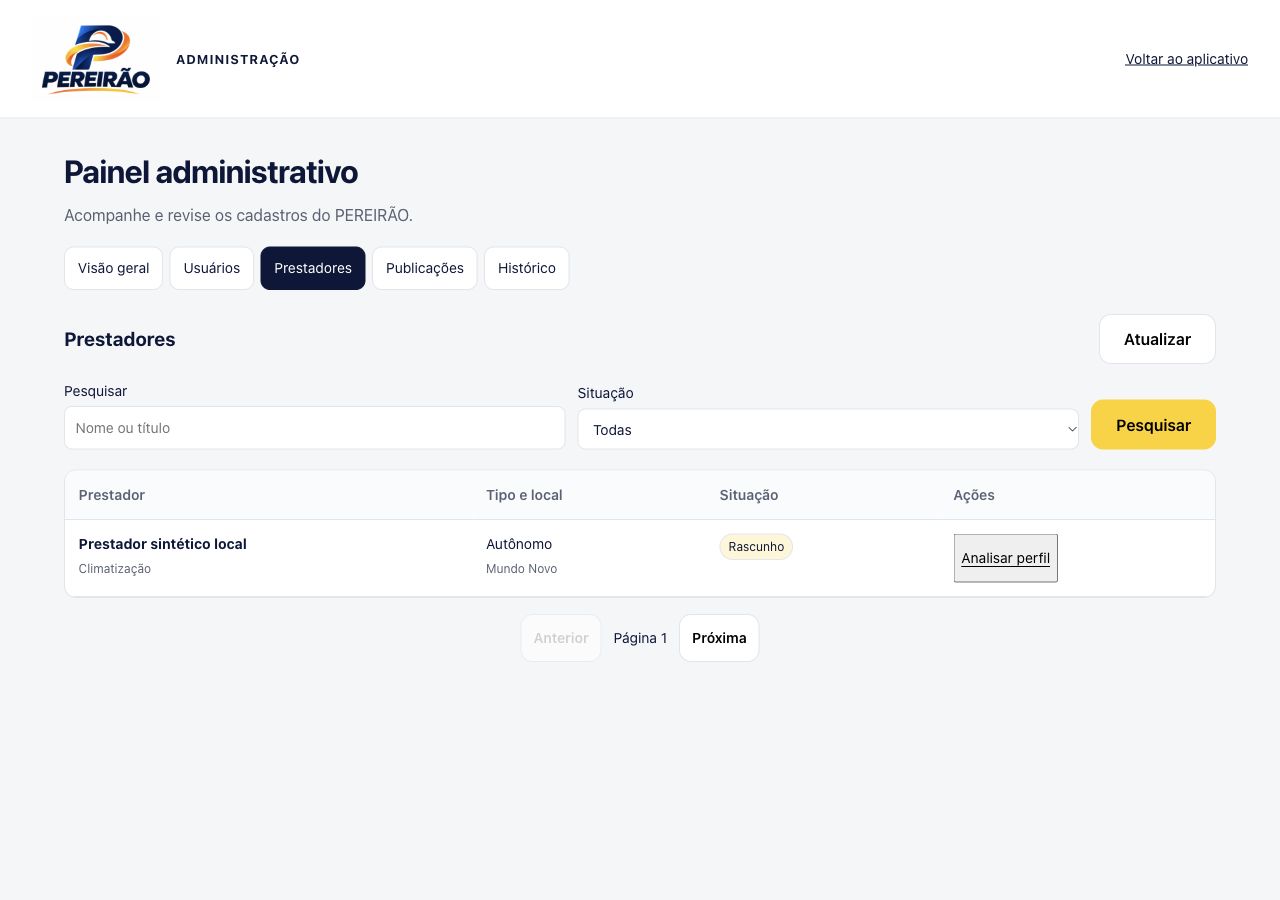 PEREIRÃO
ADMINISTRAÇÃO
Voltar ao aplicativo
Painel administrativo
Acompanhe e revise os cadastros do PEREIRÃO.
Visão geral
Usuários
Prestadores
Publicações
Histórico
Prestadores
Atualizar
Pesquisar
Situação
Nome ou título
Todas
Pesquisar
Prestador
Tipo e local
Situação
Ações
Prestador sintético local
Autônomo
Rascunho
Analisar perfil
Climatização
Mundo Novo
Anterior
Página 1
Próxima